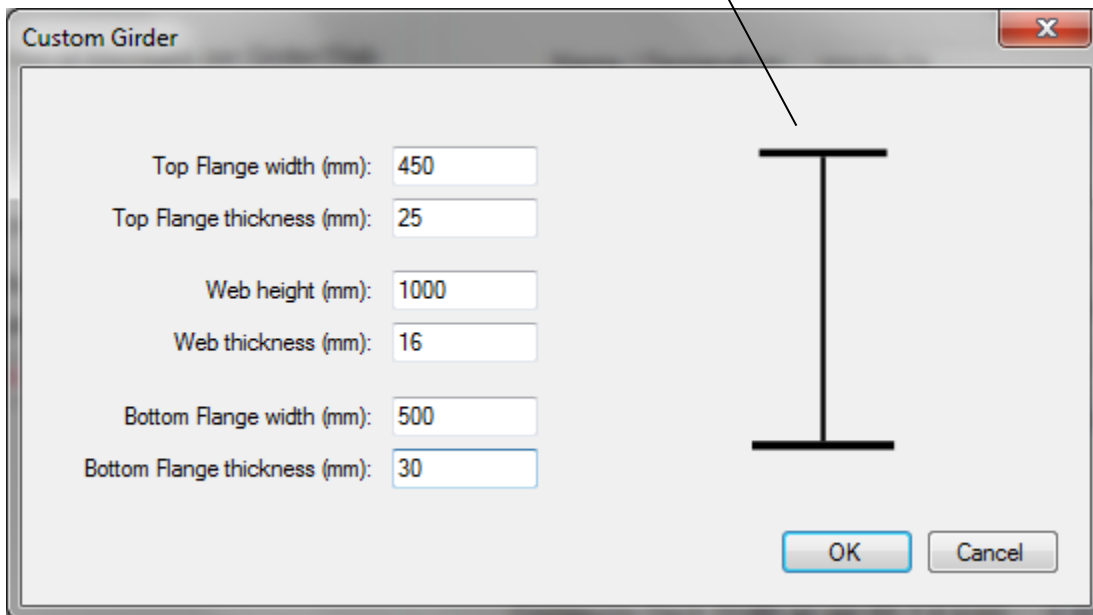 Custom Girder
Top Flange width (mm): 450
Top Flange thickness (mm): 25
Web height (mm): 1000
Web thickness (mm): 16
Bottom Flange width (mm): 500
Bottom Flange thickness (mm): 30
OK Cancel